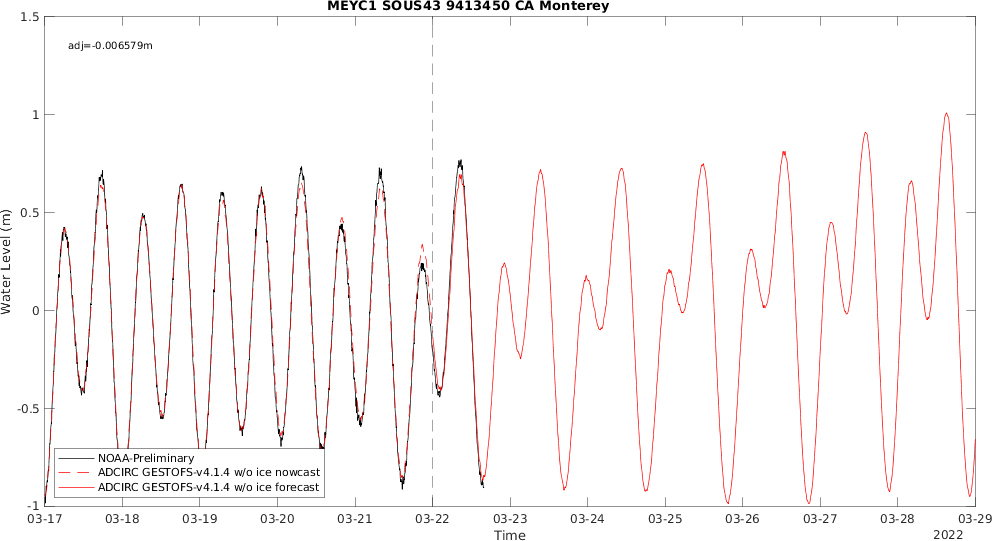 MEYC1 SOUS43 9413450 CA Monterey
adj=-0.006579m
1.5
1
0.5
0
-0.5
-1
Water Level (m)
NOAA-Preliminary
ADCIRC GESTOFS-v4.1.4 w/o ice nowcast
ADCIRC GESTOFS-v4.1.4 w/o ice forecast
03-17 03-18 03-19 03-20 03-21 03-22 03-23 03-24 03-25 03-26 03-27 03-28 03-29
Time
2022